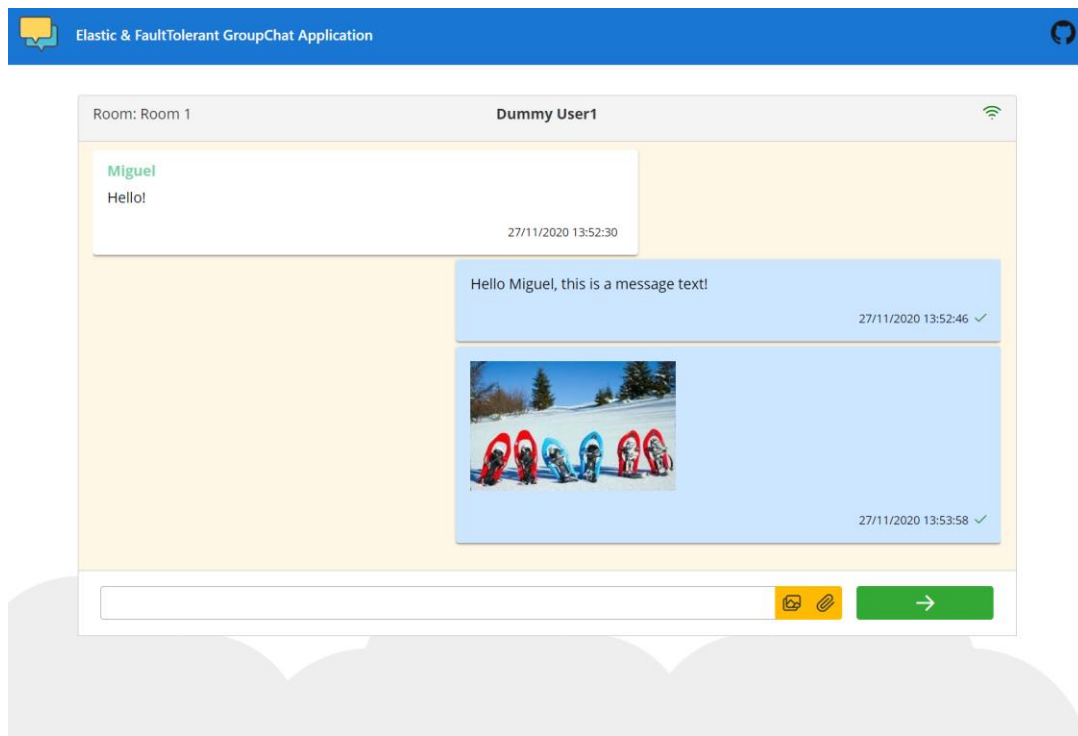 Elastic & FaultTolerant GroupChat Application
Room: Room 1
Dummy User1
Miguel
Hello!
27/11/2020 13:52:30
Hello Miguel, this is a message text!
27/11/2020 13:52:46
27/11/2020 13:53:58